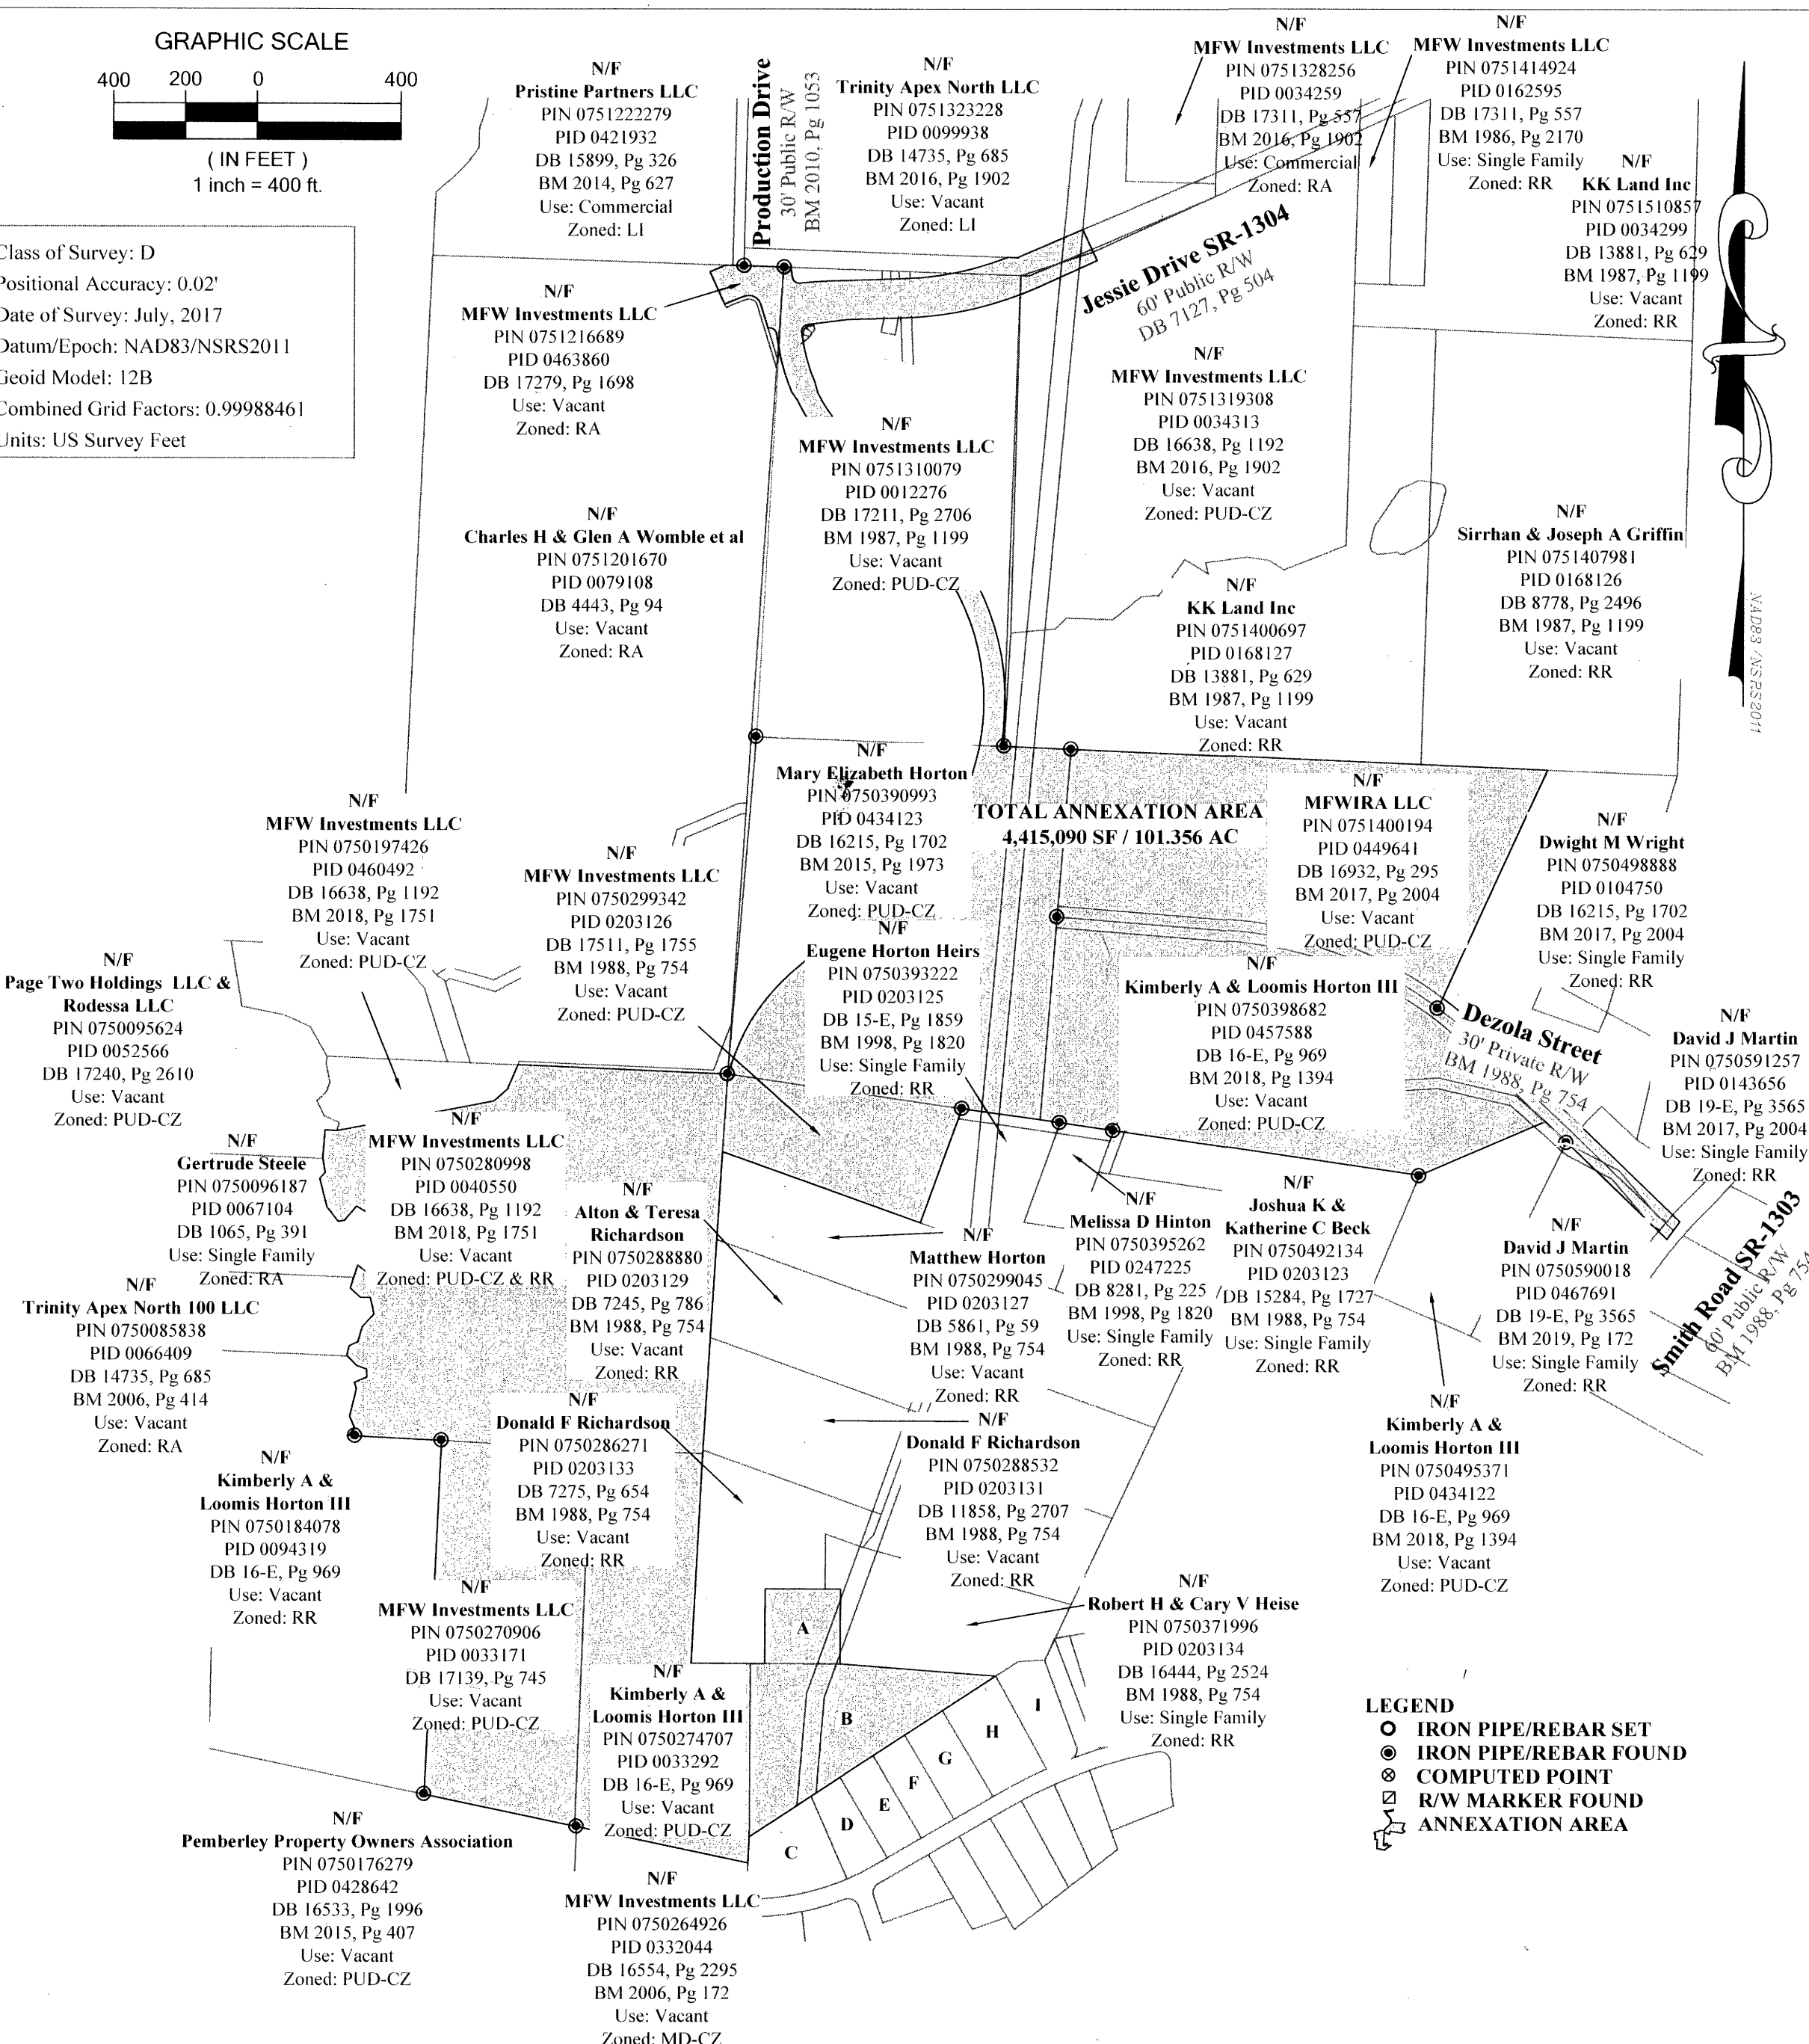 GRAPHIC SCALE
400 200 0 400
( IN FEET )
1 inch = 400 ft.
Class of Survey: D
Positional Accuracy: 0.02'
Date of Survey: July, 2017
Datum/Epoch: NAD83/NSRS2011
Geoid Model: 12B
Combined Grid Factors: 0.99988461
Units: US Survey Feet
N/F
Pristine Partners LLC
PIN 0751222279
PID 0421932
DB 15899, Pg 326
BM 2014, Pg 627
Use: Commercial
Zoned: LI
Production Drive
30' Public R/W
BM 2010, Pg 1053
N/F
Trinity Apex North LLC
PIN 0751323228
PID 0099938
DB 14735, Pg 685
BM 2016, Pg 1902
Use: Vacant
Zoned: LI
N/F
MFW Investments LLC
PIN 0751328256
PID 0034259
DB 17311, Pg 557
BM 2016, Pg 1902
Use: Commercial
Zoned: RA
N/F
MFW Investments LLC
PIN 0751414924
PID 0162595
DB 17311, Pg 557
BM 1986, Pg 2170
Use: Single Family
Zoned: RR
N/F
KK Land Inc
PIN 0751510857
PID 0034299
DB 13881, Pg 629
BM 1987, Pg 1199
Use: Vacant
Zoned: RR
Jessie Drive SR-1304
60' Public R/W
DB 7127, Pg 504
N/F
MFW Investments LLC
PIN 0751216689
PID 0463860
DB 17279, Pg 1698
Use: Vacant
Zoned: RA
N/F
MFW Investments LLC
PIN 0751319308
PID 0034313
DB 16638, Pg 1192
BM 2016, Pg 1902
Use: Vacant
Zoned: PUD-CZ
N/F
MFW Investments LLC
PIN 0751310079
PID 0012276
DB 17211, Pg 2706
BM 1987, Pg 1199
Use: Vacant
Zoned: PUD-CZ
N/F
Charles H & Glen A Womble et al
PIN 0751201670
PID 0079108
DB 4443, Pg 94
Use: Vacant
Zoned: RA
N/F
Sirrhan & Joseph A Griffin
PIN 0751407981
PID 0168126
DB 8778, Pg 2496
BM 1987, Pg 1199
Use: Vacant
Zoned: RR
NAD83 /NSRS2011
N/F
KK Land Inc
PIN 0751400697
PID 0168127
DB 13881, Pg 629
BM 1987, Pg 1199
Use: Vacant
Zoned: RR
N/F
Mary Elizabeth Horton
PIN 0750390993
PID 0434123
DB 16215, Pg 1702
BM 2015, Pg 1973
Use: Vacant
Zoned: PUD-CZ
TOTAL ANNEXATION AREA
4,415,090 SF / 101.356 AC
N/F
MFWIRA LLC
PIN 0751400194
PID 0449641
DB 16932, Pg 295
BM 2017, Pg 2004
Use: Vacant
Zoned: PUD-CZ
N/F
Dwight M Wright
PIN 0750498888
PID 0104750
DB 16215, Pg 1702
BM 2017, Pg 2004
Use: Single Family
Zoned: RR
N/F
MFW Investments LLC
PIN 0750197426
PID 0460492
DB 16638, Pg 1192
BM 2018, Pg 1751
Use: Vacant
Zoned: PUD-CZ
N/F
MFW Investments LLC
PIN 0750299342
PID 0203126
DB 17511, Pg 1755
BM 1988, Pg 754
Use: Vacant
Zoned: PUD-CZ
N/F
Eugene Horton Heirs
PIN 0750393222
PID 0203125
DB 15-E, Pg 1859
BM 1998, Pg 1820
Use: Single Family
Zoned: RR
N/F
Kimberly A & Loomis Horton III
PIN 0750398682
PID 0457588
DB 16-E, Pg 969
BM 2018, Pg 1394
Use: Vacant
Zoned: PUD-CZ
Dezola Street
30' Private R/W
BM 1988, Pg 754
N/F
David J Martin
PIN 0750591257
PID 0143656
DB 19-E, Pg 3565
BM 2017, Pg 2004
Use: Single Family
Zoned: RR
N/F
Page Two Holdings LLC &
Rodessa LLC
PIN 0750095624
PID 0052566
DB 17240, Pg 2610
Use: Vacant
Zoned: PUD-CZ
N/F
Gertrude Steele
PIN 0750096187
PID 0067104
DB 1065, Pg 391
Use: Single Family
Zoned: RA
N/F
MFW Investments LLC
PIN 0750280998
PID 0040550
DB 16638, Pg 1192
BM 2018, Pg 1751
Use: Vacant
Zoned: PUD-CZ & RR
N/F
Alton & Teresa
Richardson
PIN 0750288880
PID 0203129
DB 7245, Pg 786
BM 1988, Pg 754
Use: Vacant
Zoned: RR
N/F
Matthew Horton
PIN 0750299045
PID 0203127
DB 5861, Pg 59
BM 1988, Pg 754
Use: Vacant
Zoned: RR
N/F
Melissa D Hinton
PIN 0750395262
PID 0247225
DB 8281, Pg 225
BM 1998, Pg 1820
Use: Single Family
Zoned: RR
N/F
Joshua K &
Katherine C Beck
PIN 0750492134
PID 0203123
DB 15284, Pg 1727
BM 1988, Pg 754
Use: Single Family
Zoned: RR
N/F
David J Martin
PIN 0750590018
PID 0467691
DB 19-E, Pg 3565
BM 2019, Pg 172
Use: Single Family
Zoned: RR
Smith Road SR-1303
60' Public R/W
BM 1988, Pg 754
N/F
Trinity Apex North 100 LLC
PIN 0750085838
PID 0066409
DB 14735, Pg 685
BM 2006, Pg 414
Use: Vacant
Zoned: RA
N/F
Donald F Richardson
PIN 0750286271
PID 0203133
DB 7275, Pg 654
BM 1988, Pg 754
Use: Vacant
Zoned: RR
N/F
Donald F Richardson
PIN 0750288532
PID 0203131
DB 11858, Pg 2707
BM 1988, Pg 754
Use: Vacant
Zoned: RR
N/F
Kimberly A &
Loomis Horton III
PIN 0750495371
PID 0434122
DB 16-E, Pg 969
BM 2018, Pg 1394
Use: Vacant
Zoned: PUD-CZ
N/F
Kimberly A &
Loomis Horton III
PIN 0750184078
PID 0094319
DB 16-E, Pg 969
Use: Vacant
Zoned: RR
N/F
MFW Investments LLC
PIN 0750270906
PID 0033171
DB 17139, Pg 745
Use: Vacant
Zoned: PUD-CZ
N/F
Robert H & Cary V Heise
PIN 0750371996
PID 0203134
DB 16444, Pg 2524
BM 1988, Pg 754
Use: Single Family
Zoned: RR
N/F
Kimberly A &
Loomis Horton III
PIN 0750274707
PID 0033292
DB 16-E, Pg 969
Use: Vacant
Zoned: PUD-CZ
A
B
C
D
E
F
G
H
I
LEGEND
IRON PIPE/REBAR SET
IRON PIPE/REBAR FOUND
COMPUTED POINT
R/W MARKER FOUND
ANNEXATION AREA
N/F
Pemberley Property Owners Association
PIN 0750176279
PID 0428642
DB 16533, Pg 1996
BM 2015, Pg 407
Use: Vacant
Zoned: PUD-CZ
N/F
MFW Investments LLC
PIN 0750264926
PID 0332044
DB 16554, Pg 2295
BM 2006, Pg 172
Use: Vacant
Zoned: MD-CZ